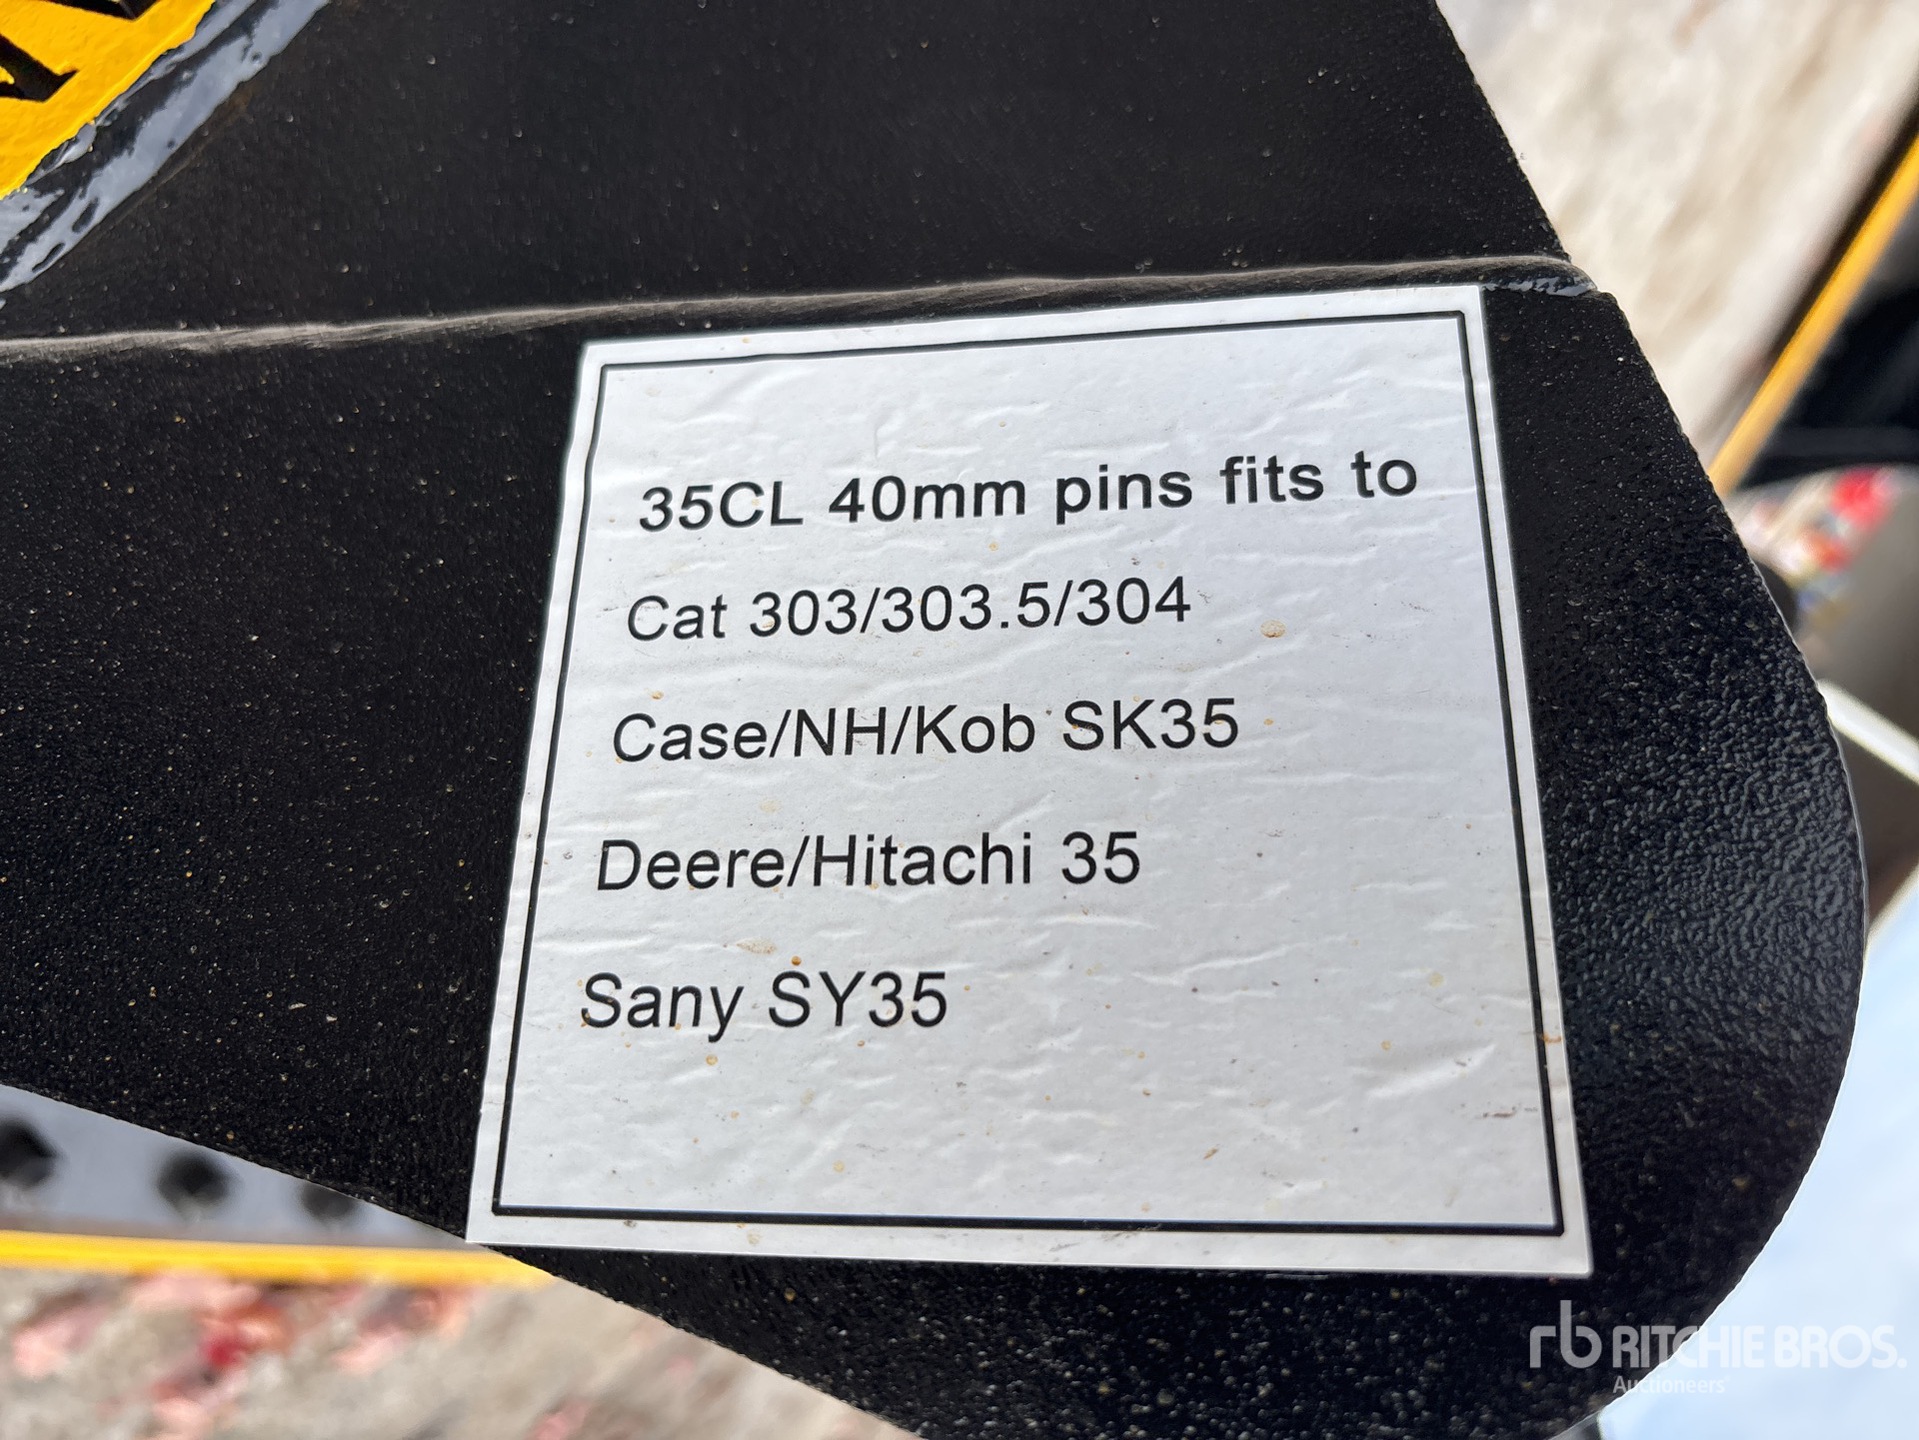 35CL 40mm pins fits to
Cat 303/303.5/304
Case/NH/Kob SK35
Deere/Hitachi 35
Sany SY35
rb RITCHIE BROS.
Auctioneers